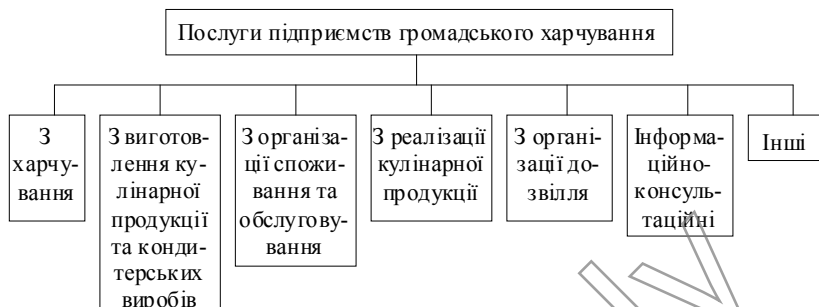 Послуги підприємств громадського харчування
З
харчу-
вання
З виготов-
лення ку-
лінарної
продукції
та конди-
терських
виробів
З організа-
ції спожи-
вання та
обслугову-
вання
З реалізації
кулінарної
продукції
З органі-
зації до-
звілля
Інформа-
ційно-
консуль-
таційні
Інші